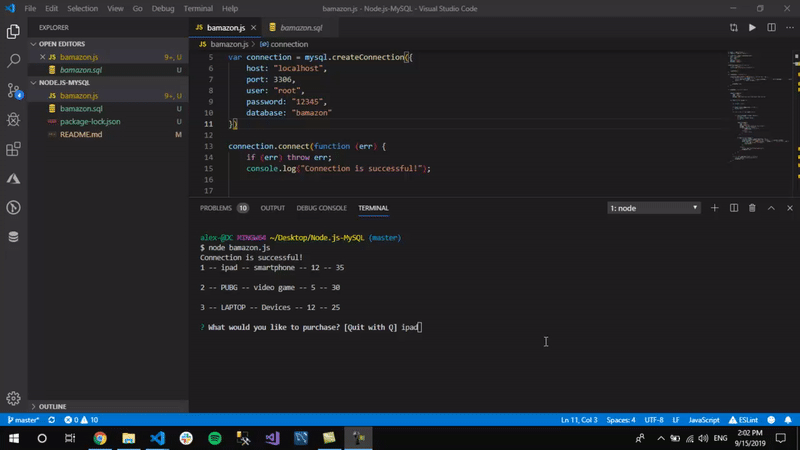 File Edit Selection View Go Debug Terminal Help
bamazon.js - Node.js-MySQL - Visual Studio Code
EXPLORER
OPEN EDITORS
JS bamazon.js 9+, U
bamazon.sql U
NODE.JS-MYSQL
JS bamazon.js 9+, U
bamazon.sql U
package-lock.json U
README.md M
OUTLINE
4
JS bamazon.js
bamazon.sql
JS bamazon.js > connection
5 var connection = mysql.createConnection({
6 host: "localhost",
7 port: 3306,
8 user: "root",
9 password: "12345",
10 database: "bamazon"
11 })
12
13 connection.connect(function (err) {
14 if (err) throw err;
15 console.log("Connection is successful!");
16
17
PROBLEMS 10 OUTPUT DEBUG CONSOLE TERMINAL
1: node
alex-@DC MINGW64 ~/Desktop/Node.js-MySQL (master)
$ node bamazon.js
Connection is successful!
1 -- ipad -- smartphone -- 12 -- 35
2 -- PUBG -- video game -- 5 -- 30
3 -- LAPTOP -- Devices -- 12 -- 25
? What would you like to purchase? [Quit with Q] ipad
master* 0 10
Ln 11, Col 3 Spaces: 4 UTF-8 LF JavaScript ESLint
ENG
2:02 PM
9/15/2019